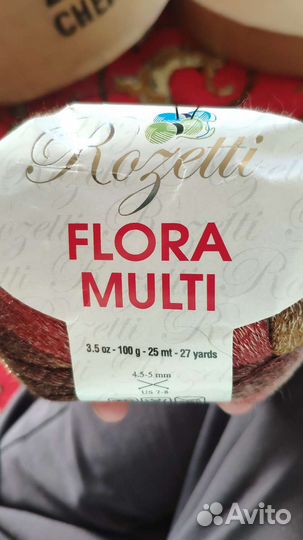 CHE
Rozetti
FLORA
MULTI
3.5 oz - 100 g - 25 mt - 27 yards
4.5-5 mm
US 7-8
Avito